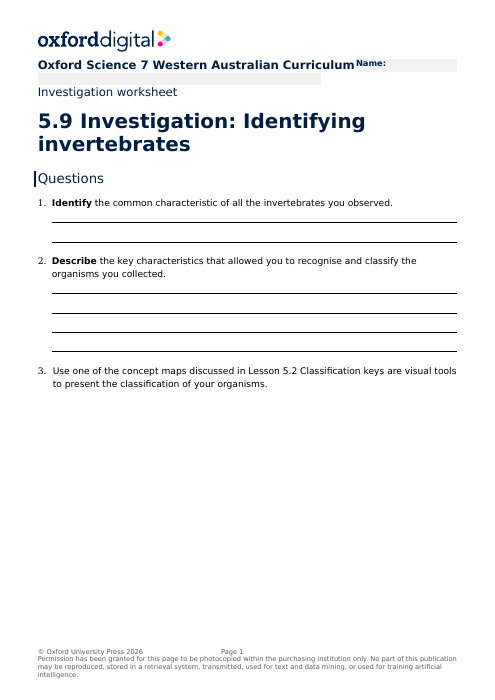 oxforddigital
Oxford Science 7 Western Australian Curriculum Name:
Investigation worksheet
5.9 Investigation: Identifying
invertebrates
Questions
1. Identify the common characteristic of all the invertebrates you observed.
2. Describe the key characteristics that allowed you to recognise and classify the
organisms you collected.
3. Use one of the concept maps discussed in Lesson 5.2 Classification keys are visual tools
to present the classification of your organisms.
© Oxford University Press 2026 Page 1
Permission has been granted for this page to be photocopied within the purchasing institution only. No part of this publication
may be reproduced, stored in a retrieval system, transmitted, used for text and data mining, or used for training artificial
intelligence.